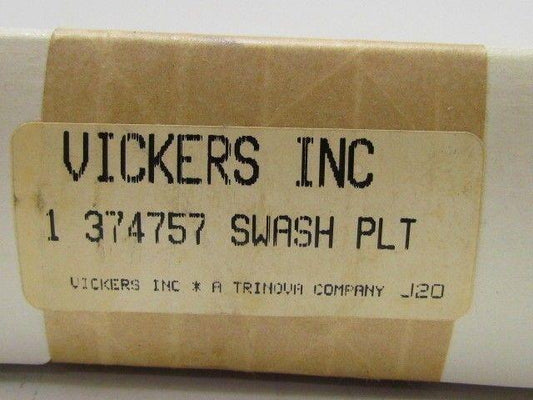 VICKERS INC
1 374757 SWASH PLT
VICKERS INC * A TRINOVA COMPANY J20